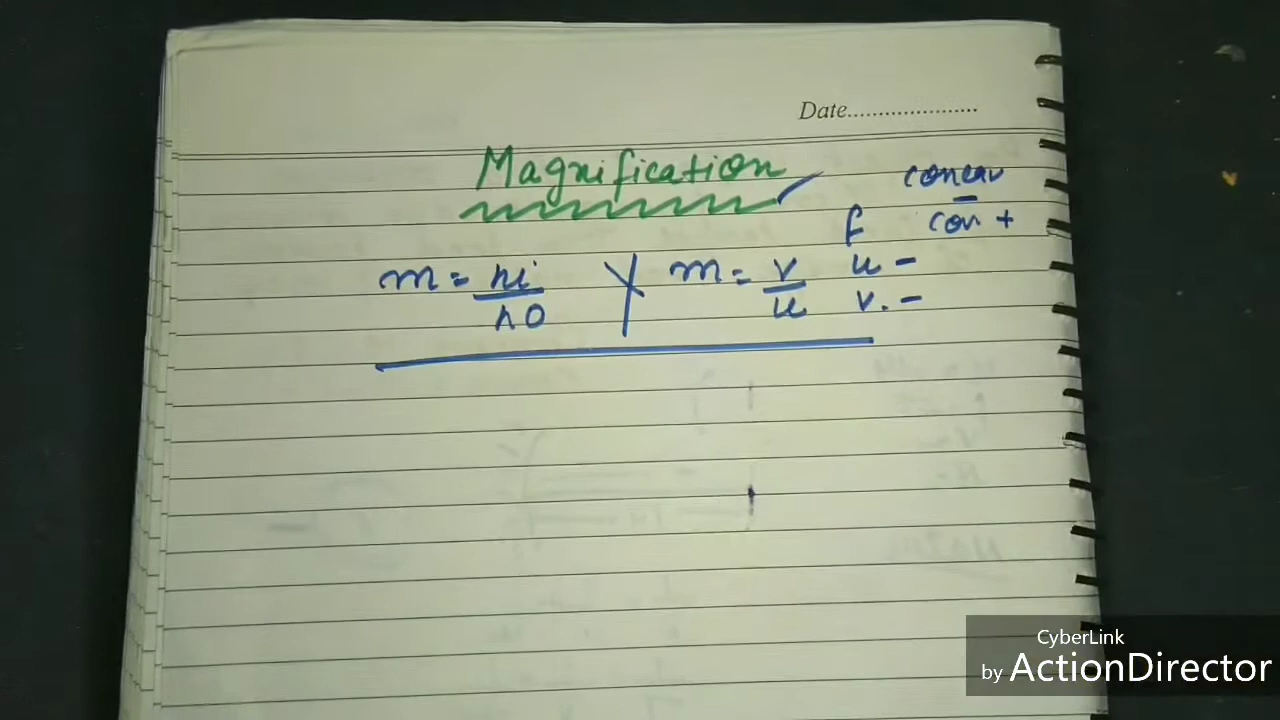 Date....................
Magnification
concav
f - con +
m = hi/ho m = v/u u -
v. -
CyberLink
by ActionDirector